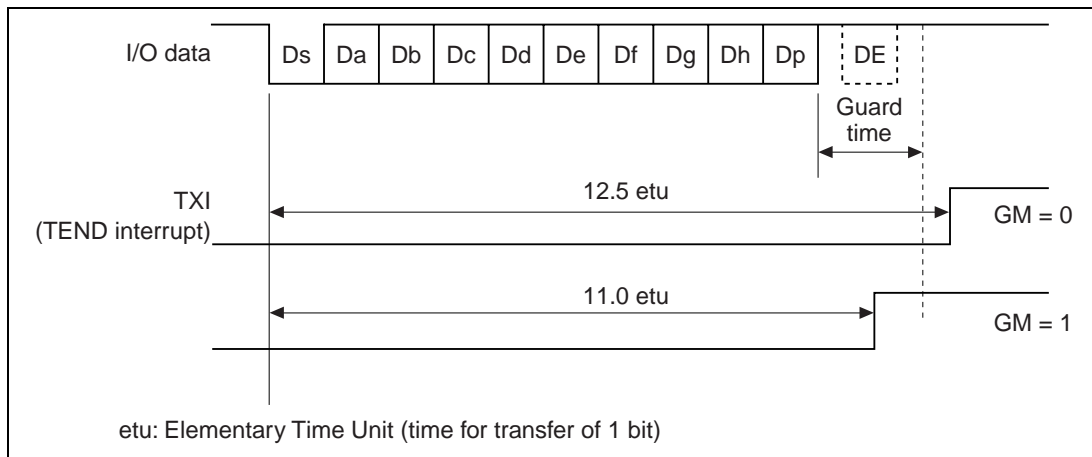 I/O data
Ds Da Db Dc Dd De Df Dg Dh Dp DE
Guard
time
12.5 etu
TXI
(TEND interrupt)
GM = 0
11.0 etu
GM = 1
etu: Elementary Time Unit (time for transfer of 1 bit)